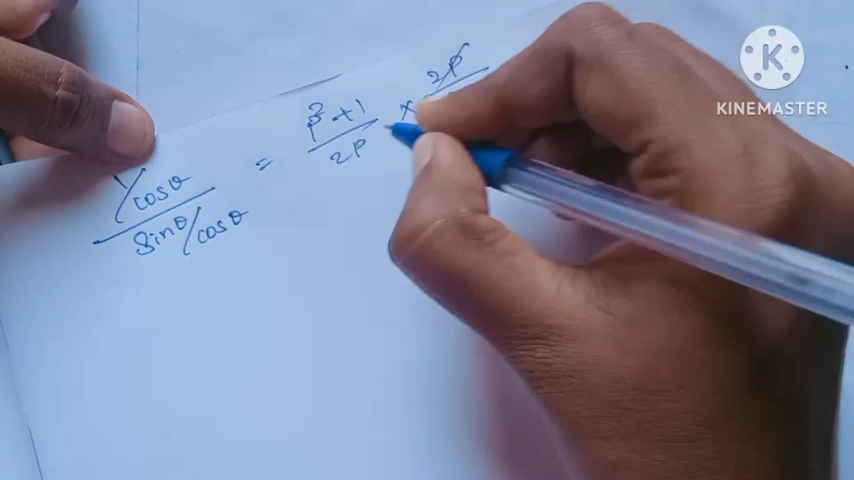 1/cosθ / sinθ/cosθ = p²+1 / 2p × 2p
K
KINEMASTER